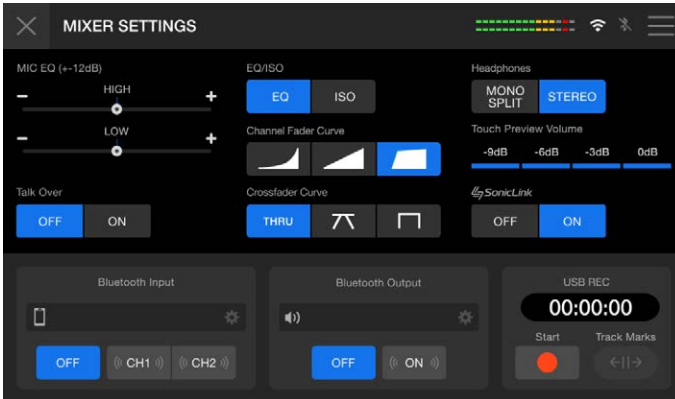 MIXER SETTINGS
MIC EQ (+-12dB)
HIGH
- +
LOW
- +
Talk Over
OFF ON
EQ/ISO
EQ ISO
Channel Fader Curve
Crossfader Curve
THRU
Headphones
MONO
SPLIT
STEREO
Touch Preview Volume
-9dB -6dB -3dB 0dB
SonicLink
OFF ON
Bluetooth Input
OFF CH1 CH2
Bluetooth Output
OFF ON
USB REC
00:00:00
Start Track Marks